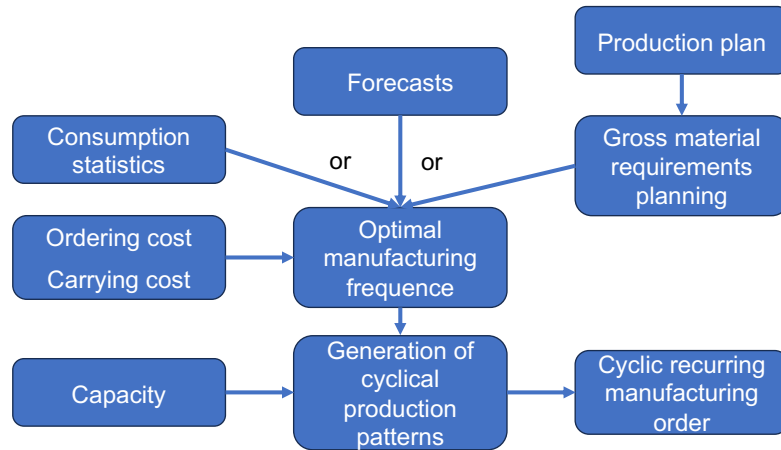 Production plan
Forecasts
Consumption
statistics
or
or
Gross material
requirements
planning
Ordering cost
Carrying cost
Optimal
manufacturing
frequence
Capacity
Generation of
cyclical
production
patterns
Cyclic recurring
manufacturing
order